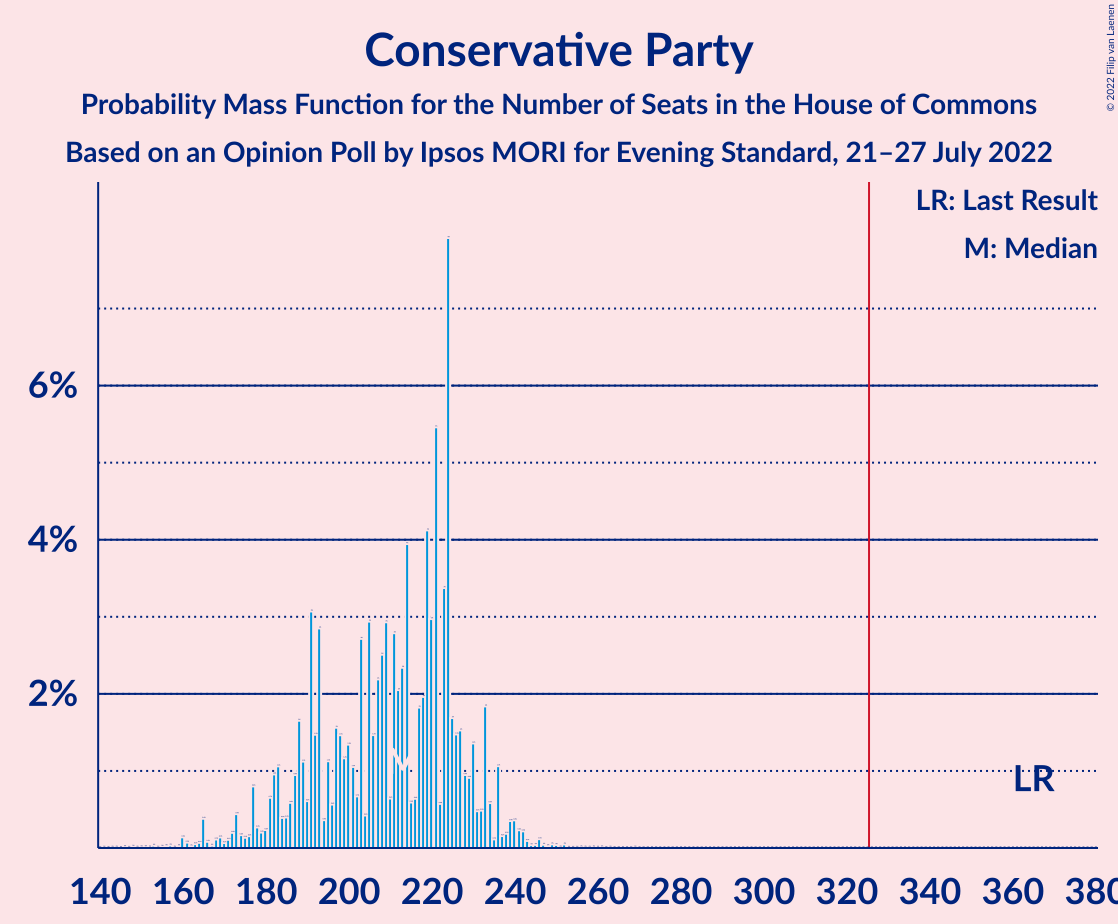 Conservative Party
Probability Mass Function for the Number of Seats in the House of Commons
Based on an Opinion Poll by Ipsos MORI for Evening Standard, 21–27 July 2022
© 2022 Filip van Laenen
LR: Last Result
M: Median
6%
4%
2%
LR
140 160 180 200 220 240 260 280 300 320 340 360 380